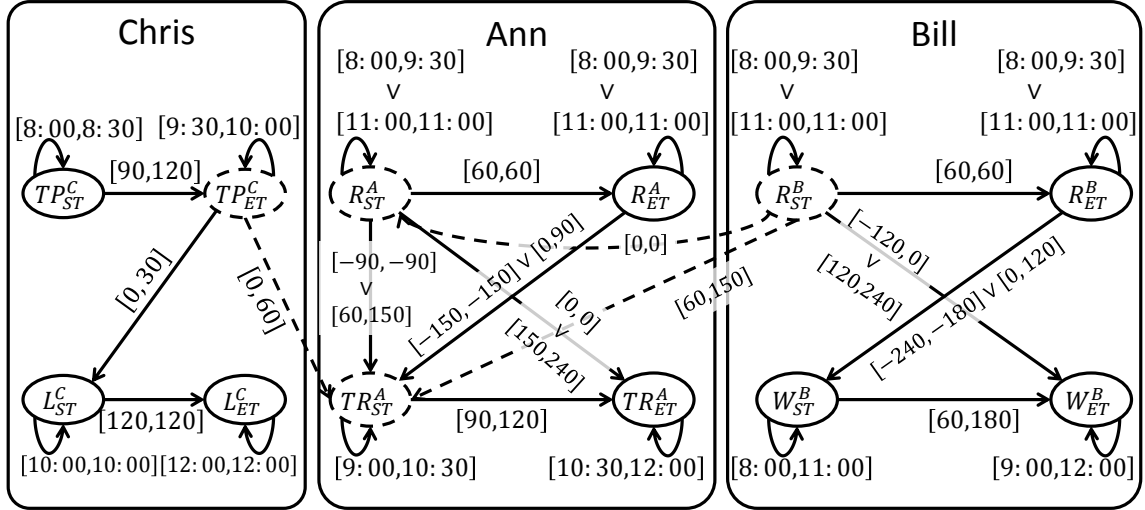 Chris
[8:00,8:30]
[9:30,10:00]
[90,120]
TP_ST^C
TP_ET^C
[0,30]
[0,60]
L_ST^C
L_ET^C
[120,120]
[10:00,10:00]
[12:00,12:00]
Ann
[8:00,9:30]
∨
[11:00,11:00]
[8:00,9:30]
∨
[11:00,11:00]
R_ST^A
[60,60]
R_ET^A
[−90,−90]
∨
[60,150]
[−150,−150] ∨ [0,90]
[0,0]
∨
[150,240]
[0,0]
[60,150]
TR_ST^A
[90,120]
TR_ET^A
[9:00,10:30]
[10:30,12:00]
Bill
[8:00,9:30]
∨
[11:00,11:00]
[8:00,9:30]
∨
[11:00,11:00]
R_ST^B
[60,60]
R_ET^B
[−120,0]
∨
[120,240]
[−240,−180] ∨ [0,120]
W_ST^B
[60,180]
W_ET^B
[8:00,11:00]
[9:00,12:00]